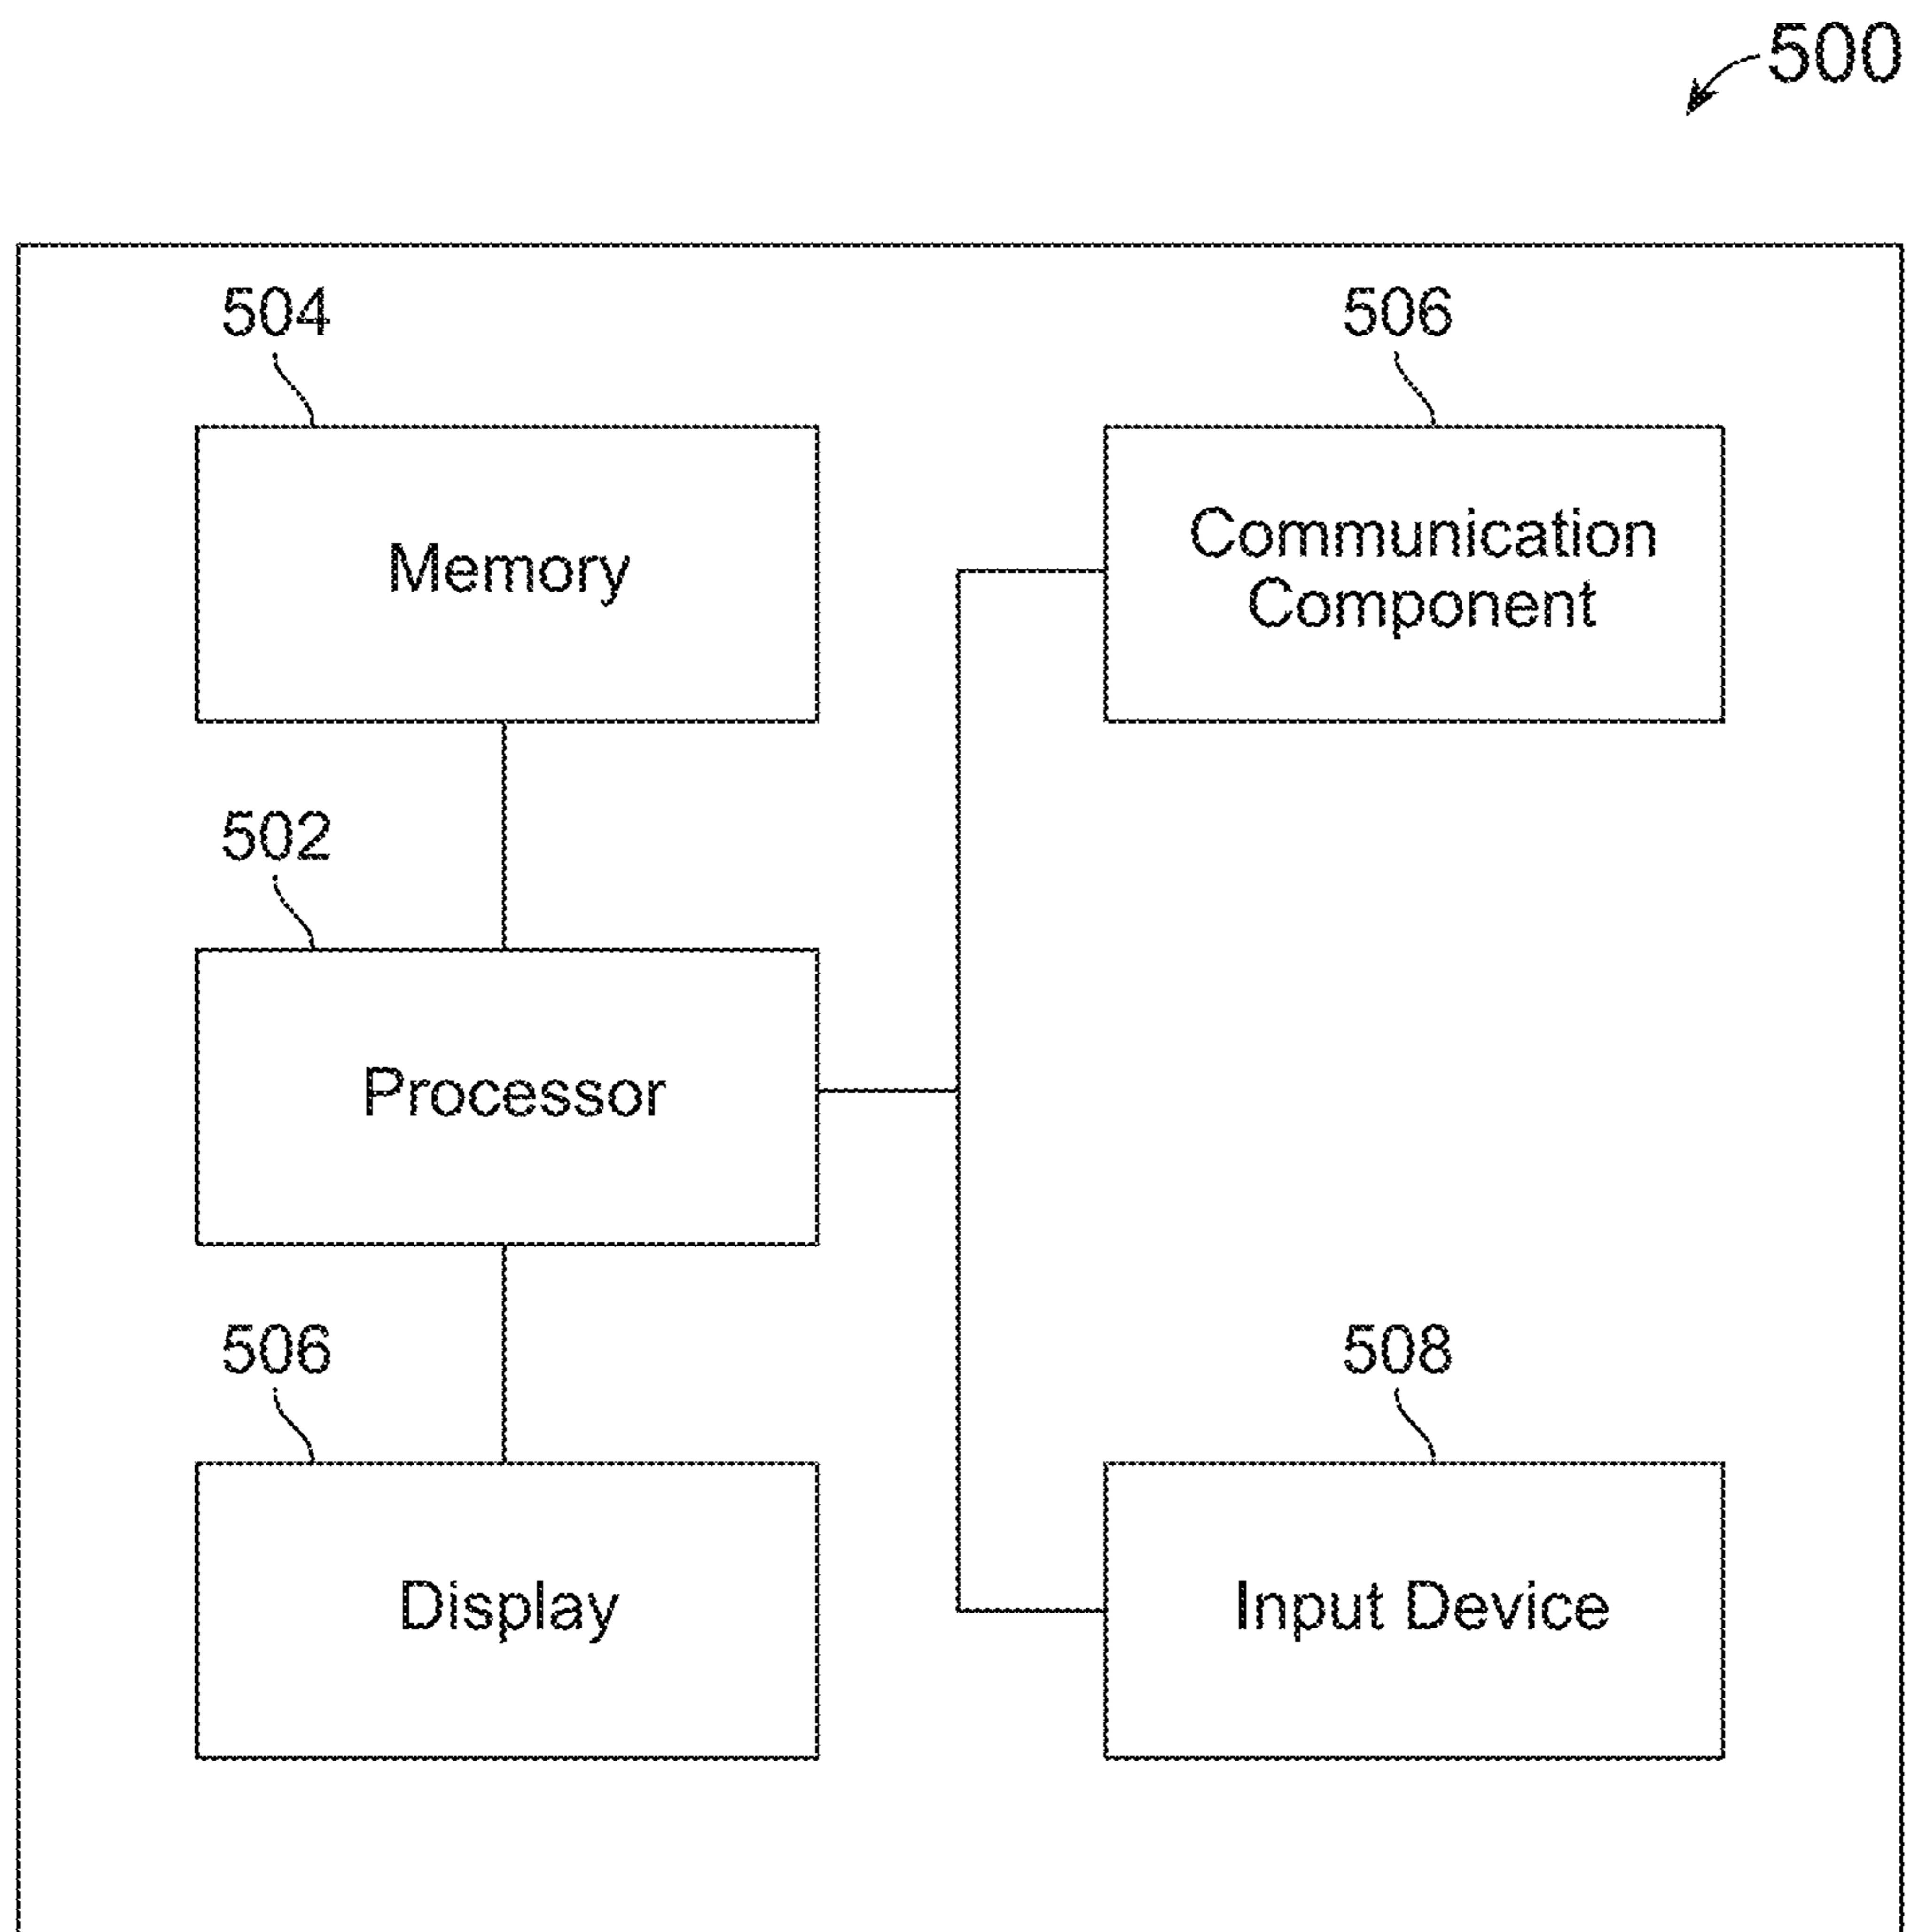 500
504
506
Memory
Communication
Component
502
Processor
506
508
Display
Input Device